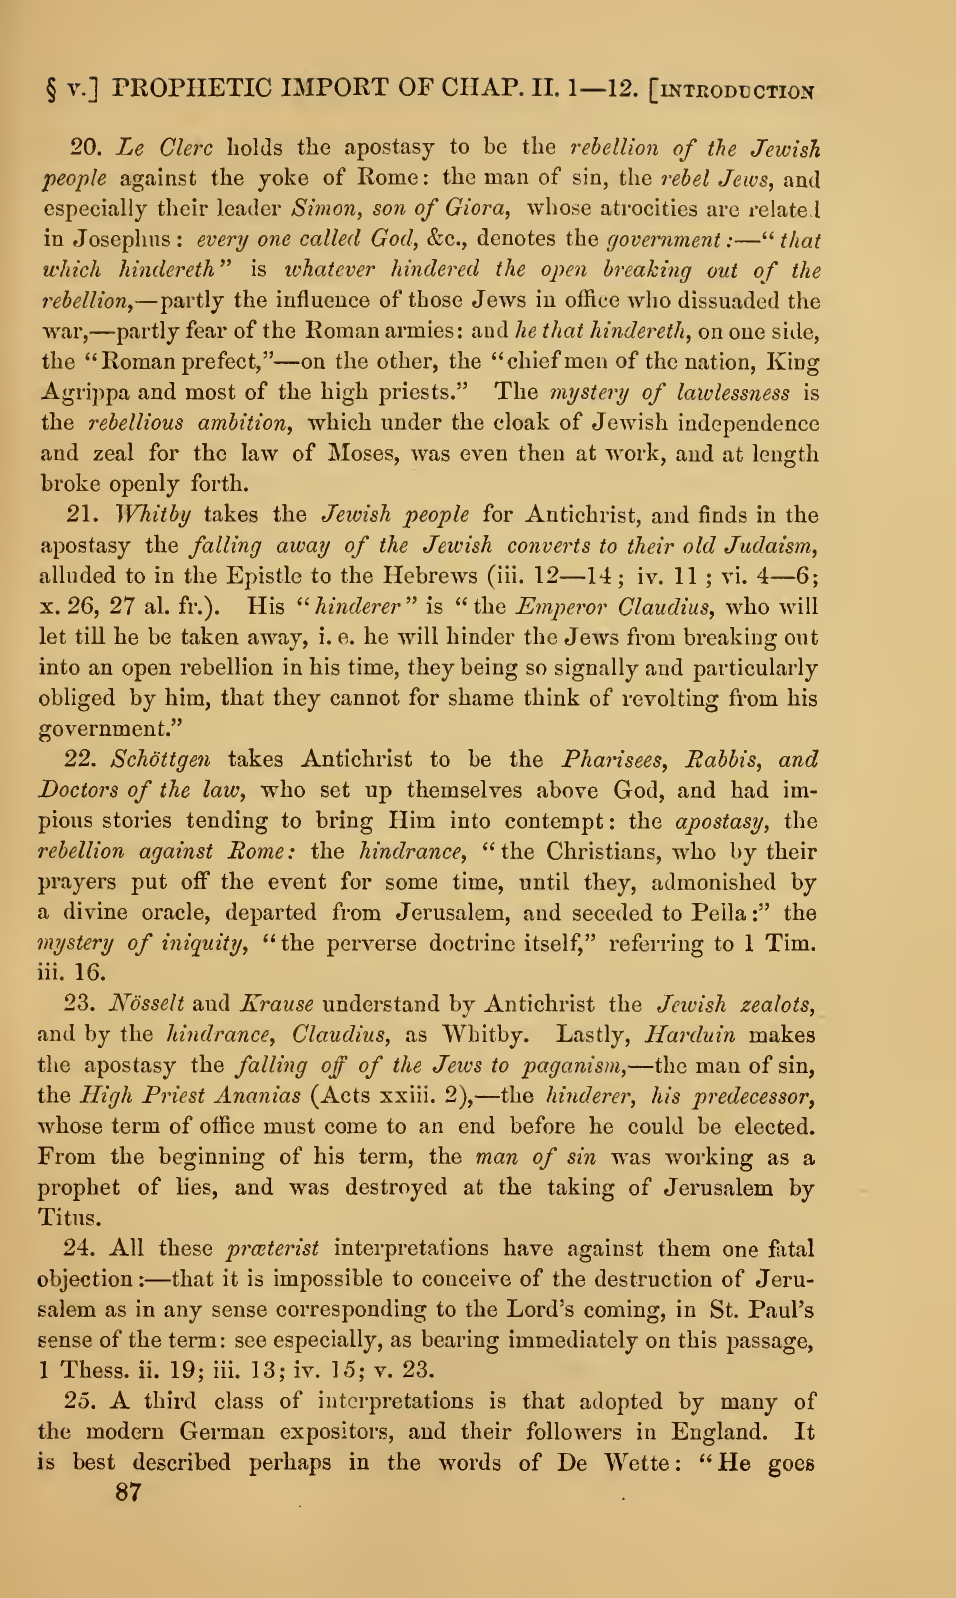 § v.] PROPHETIC IMPORT OF CHAP. II. 1—12. [INTRODUCTION
20. Le Clerc holds the apostasy to be the rebellion of the Jewish
people against the yoke of Rome: the man of sin, the rebel Jews, and
especially their leader Simon, son of Giora, whose atrocities are related
in Josephus: every one called God, &c., denotes the government:—“that
which hindereth” is whatever hindered the open breaking out of the
rebellion,—partly the influence of those Jews in office who dissuaded the
war,—partly fear of the Roman armies: and he that hindereth, on one side,
the “Roman prefect,”—on the other, the “chief men of the nation, King
Agrippa and most of the high priests.” The mystery of lawlessness is
the rebellious ambition, which under the cloak of Jewish independence
and zeal for the law of Moses, was even then at work, and at length
broke openly forth.
21. Whitby takes the Jewish people for Antichrist, and finds in the
apostasy the falling away of the Jewish converts to their old Judaism,
alluded to in the Epistle to the Hebrews (iii. 12—14; iv. 11; vi. 4—6;
x. 26, 27 al. fr.). His “hinderer” is “the Emperor Claudius, who will
let till he be taken away, i. e. he will hinder the Jews from breaking out
into an open rebellion in his time, they being so signally and particularly
obliged by him, that they cannot for shame think of revolting from his
government.”
22. Schöttgen takes Antichrist to be the Pharisees, Rabbis, and
Doctors of the law, who set up themselves above God, and had im-
pious stories tending to bring Him into contempt: the apostasy, the
rebellion against Rome: the hindrance, “the Christians, who by their
prayers put off the event for some time, until they, admonished by
a divine oracle, departed from Jerusalem, and seceded to Pella:” the
mystery of iniquity, “the perverse doctrine itself,” referring to 1 Tim.
iii. 16.
23. Nösselt and Krause understand by Antichrist the Jewish zealots,
and by the hindrance, Claudius, as Whitby. Lastly, Harduin makes
the apostasy the falling off of the Jews to paganism,—the man of sin,
the High Priest Ananias (Acts xxiii. 2),—the hinderer, his predecessor,
whose term of office must come to an end before he could be elected.
From the beginning of his term, the man of sin was working as a
prophet of lies, and was destroyed at the taking of Jerusalem by
Titus.
24. All these præterist interpretations have against them one fatal
objection:—that it is impossible to conceive of the destruction of Jeru-
salem as in any sense corresponding to the Lord’s coming, in St. Paul’s
sense of the term: see especially, as bearing immediately on this passage,
1 Thess. ii. 19; iii. 13; iv. 15; v. 23.
25. A third class of interpretations is that adopted by many of
the modern German expositors, and their followers in England. It
is best described perhaps in the words of De Wette: “He goes
87